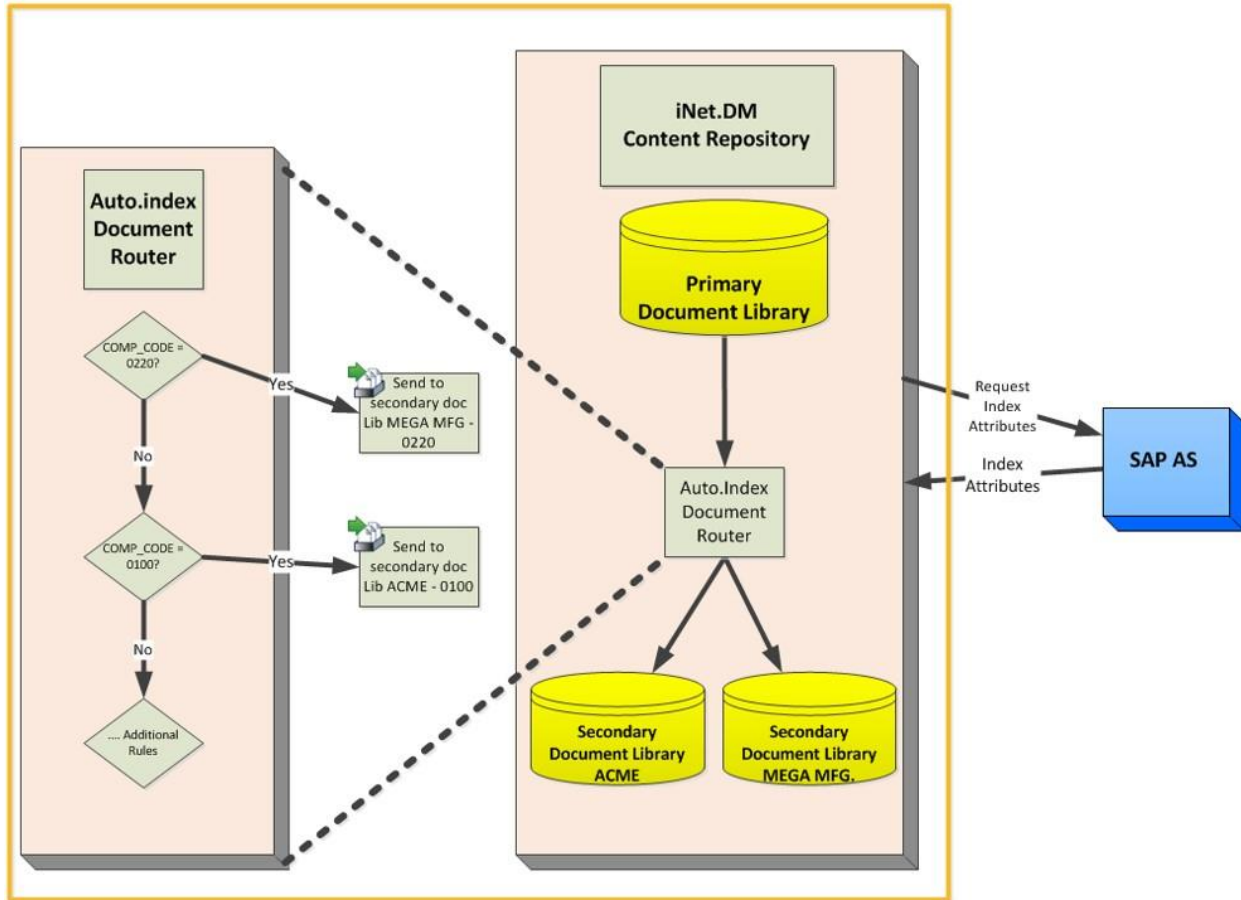 iNet.DM
Content Repository
Auto.index
Document
Router
Primary
Document Library
COMP_CODE =
0220?
Yes
Send to
secondary doc
Lib MEGA MFG -
0220
No
COMP_CODE =
0100?
Yes
Send to
secondary doc
Lib ACME - 0100
No
.... Additional
Rules
Auto.Index
Document
Router
Secondary
Document Library
ACME
Secondary
Document Library
MEGA MFG.
Request
Index
Attributes
Index
Attributes
SAP AS